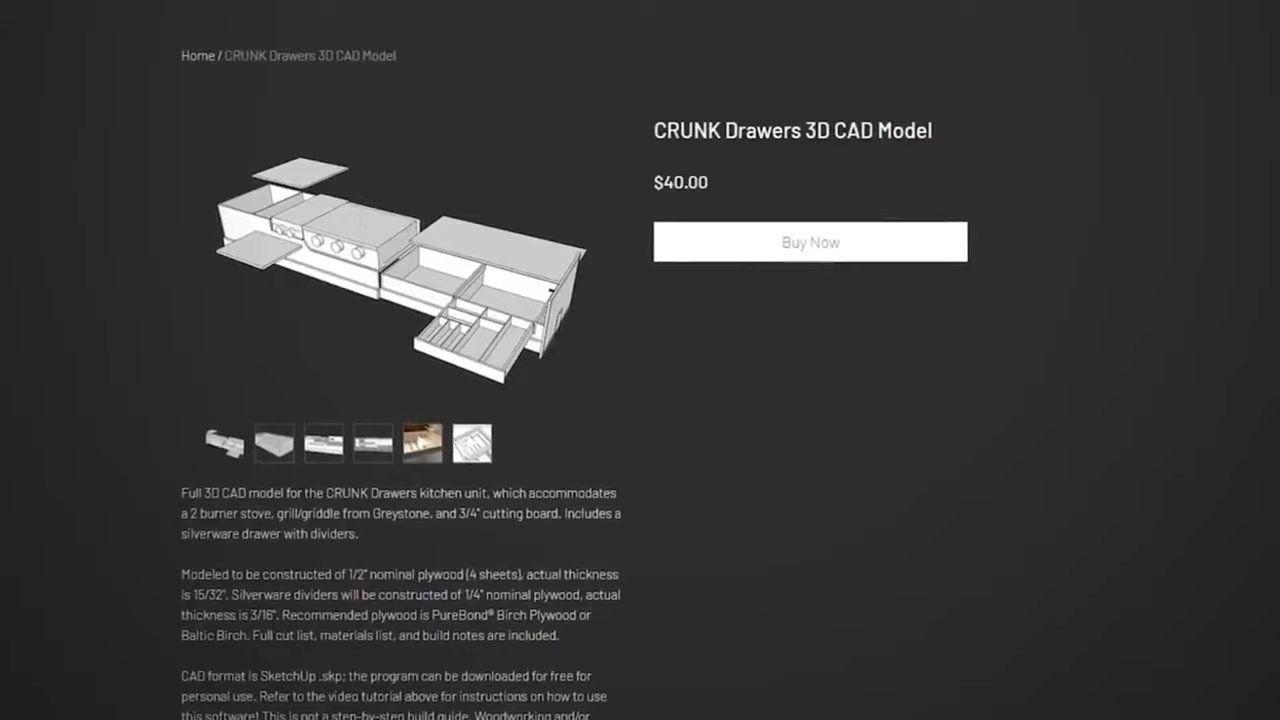 Home / CRUNK Drawers 3D CAD Model
CRUNK Drawers 3D CAD Model
$40.00
Buy Now
Full 3D CAD model for the CRUNK Drawers kitchen unit, which accommodates
a 2 burner stove, grill/griddle from Greystone, and 3/4" cutting board. Includes a
silverware drawer with dividers.
Modeled to be constructed of 1/2" nominal plywood (4 sheets), actual thickness
is 15/32". Silverware dividers will be constructed of 1/4" nominal plywood, actual
thickness is 3/16". Recommended plywood is PureBond® Birch Plywood or
Baltic Birch. Full cut list, materials list, and build notes are included.
CAD format is SketchUp .skp; the program can be downloaded for free for
personal use. Refer to the video tutorial above for instructions on how to use
this software! This is not a step-by-step build guide. Woodworking and/or